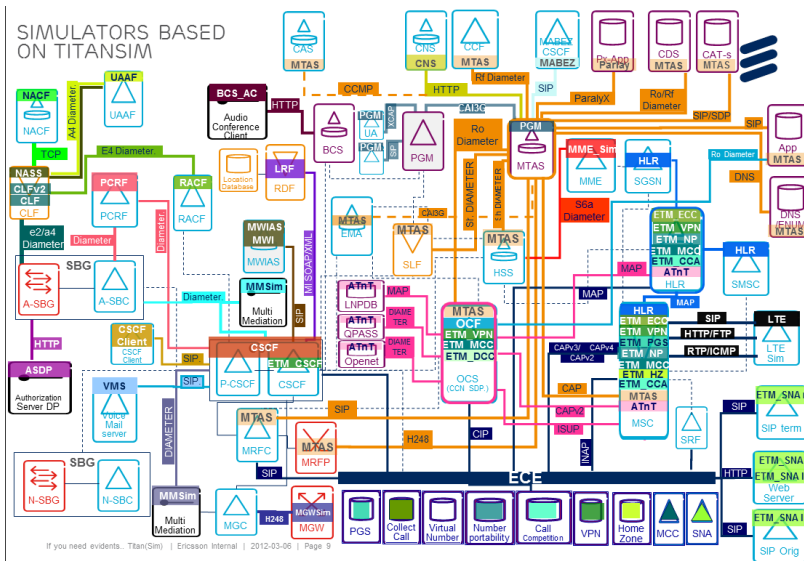 SIMULATORS BASED
ON TITANSIM
CAS
MTAS
CNS
CNS
CCF
MTAS
MABEZ
CSCF
MABEZ
Px-App
Parlay
CDS
MTAS
CAT-s
MTAS
UAAF
UAAF
NACF
NACF
A4 Diameter
TCP
E4 Diameter
BCS_AC
Audio
Conference
Client
HTTP
CCMP
HTTP
Rf Diameter
SIP
ParalyX
Ro/Rf
Diameter
SIP/SDP
BCS
PGM
UA
PGM
XCAP
SIP
CAI3G
PGM
Ro
Diameter
PGM
MTAS
SIP
App
MTAS
Ro Diameter
DNS
DNS
/ENUM
MTAS
NASS
CLFv2
CLF
CLF
e2/a4
Diameter
PCRF
PCRF
Diameter
RACF
RACF
Diameter
Location
Database
LRF
RDF
MI SOAP/XML
MME_Sim
MME
HLR
SGSN
S6a
Diameter
Sh DIAMETER
MTAS
EMA
CAI3G
MTAS
SLF
MTAS
HSS
ETM_ECC
ETM_VPN
ETM_NP
ETM_MCC
ETM_CCA
ATnT
HLR
MAP
MAP
MAP
HLR
SMSC
SBG
A-SBG
A-SBC
Diameter
MWIAS
MWI
MWIAS
SIP
MMSim
Multi
Mediation
ATnT
LNPDB
ATnT
QPASS
ATnT
Openet
MAP
DIAME
TER
DIAME
TER
MTAS
OCF
ETM_VPN
ETM_MCC
ETM_DCC
OCS
(CCN SDP.)
CAPv3/
CAPv4
CAPv2
HLR
ETM_ECC
ETM_VPN
ETM_PGS
ETM_NP
ETM_MCC
ETM_HZ
ETM_CCA
MTAS
ATnT
MSC
SIP
HTTP/FTP
RTP/ICMP
LTE
LTE
Sim
HTTP
CSCF
Client
CSCF
Client
SIP
CSCF
P-CSCF
ETM_CSCF
CSCF
ASDP
Authorization
Server DP
VMS
Voice
Mail
server
SIP
DIAMETER
SIP
H248
CAP
CAPv2
ISUP
CIP
INAP
SRF
SIP
ETM_SNA
SIP term
MTAS
MRFC
MTAS
MRFP
SIP
ECE
HTTP
ETM_SNA
ETM_SNA
Web
Server
SBG
N-SBG
N-SBC
MMSim
Multi
Mediation
MGC
H248
MGWSim
MGW
PGS
Collect
Call
Virtual
Number
Number
portability
Call
Competition
VPN
Home
Zone
MCC
SNA
SIP
ETM_SNA
SIP Orig
If you need evidents.. Titan(Sim) | Ericsson Internal | 2012-03-06 | Page 9